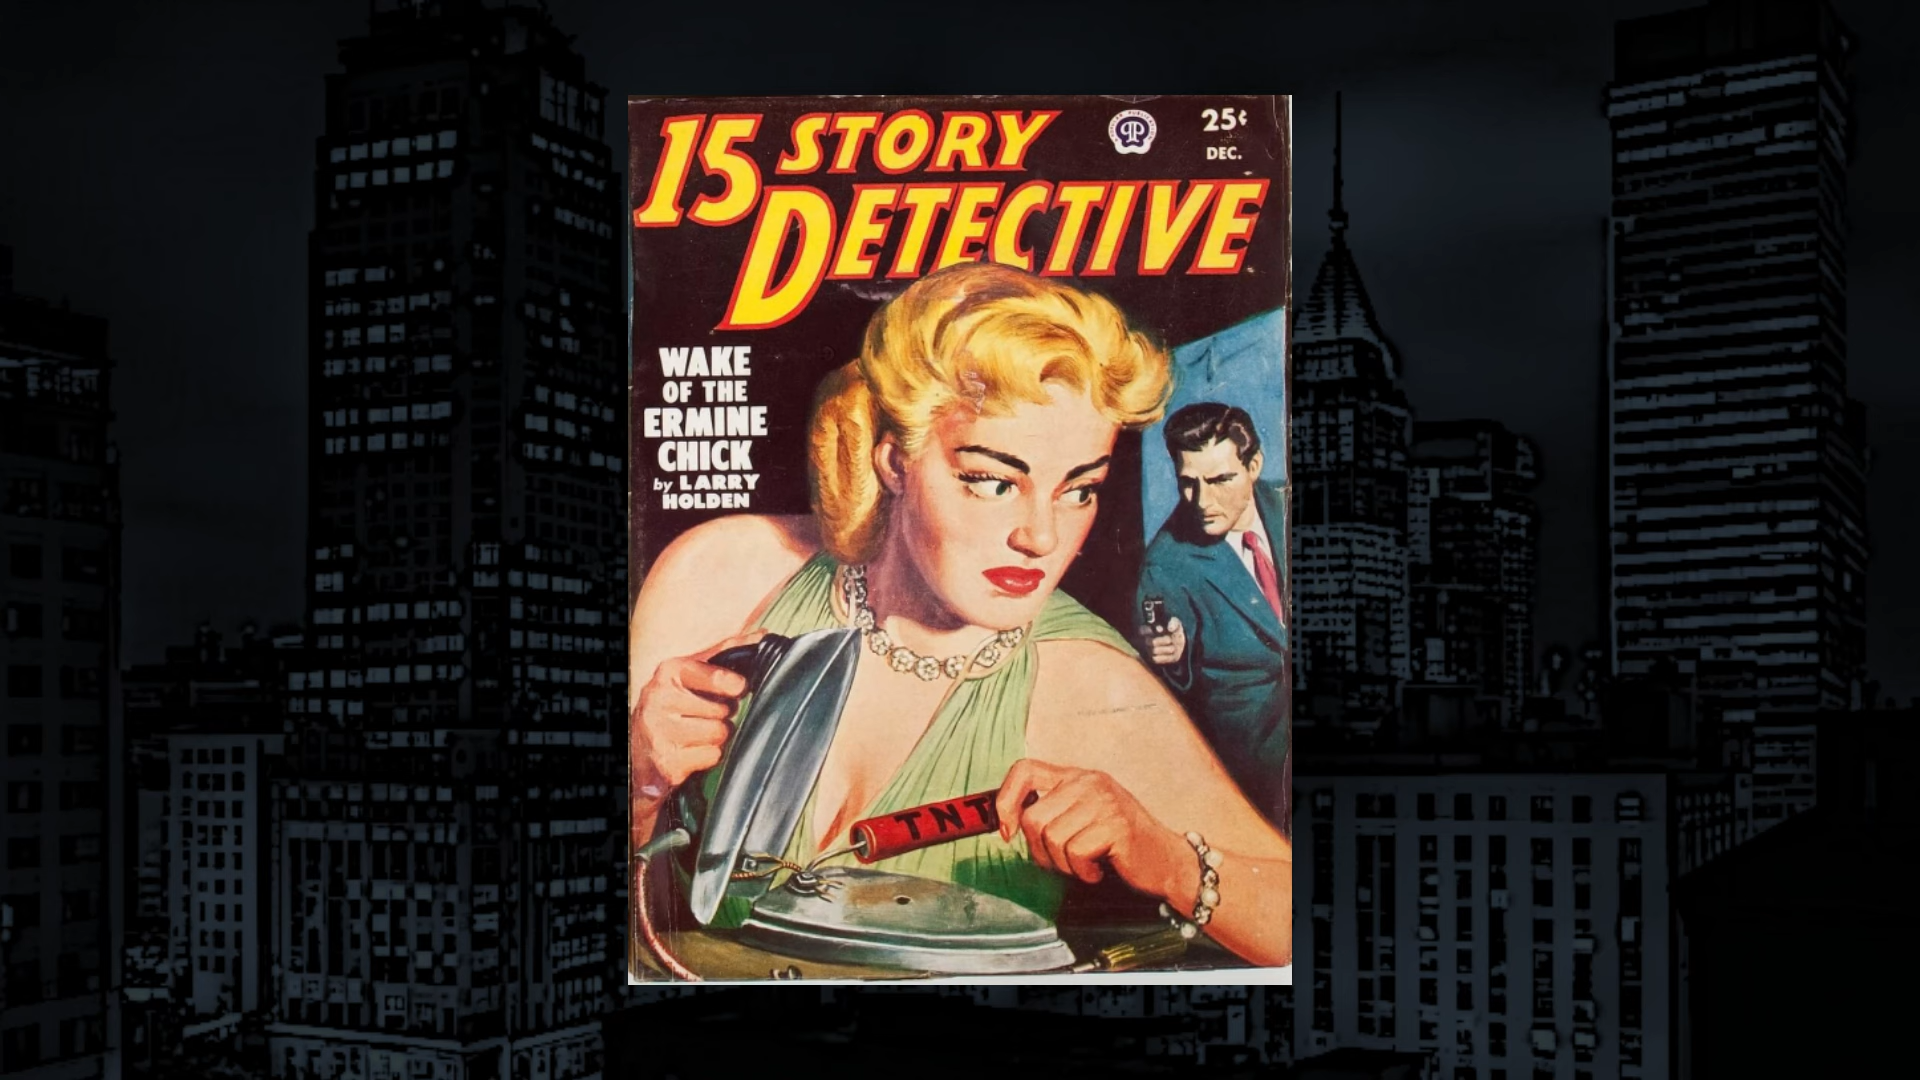 15 STORY
DETECTIVE
25¢
DEC.
WAKE
OF THE
ERMINE
CHICK
by LARRY
HOLDEN
TNT